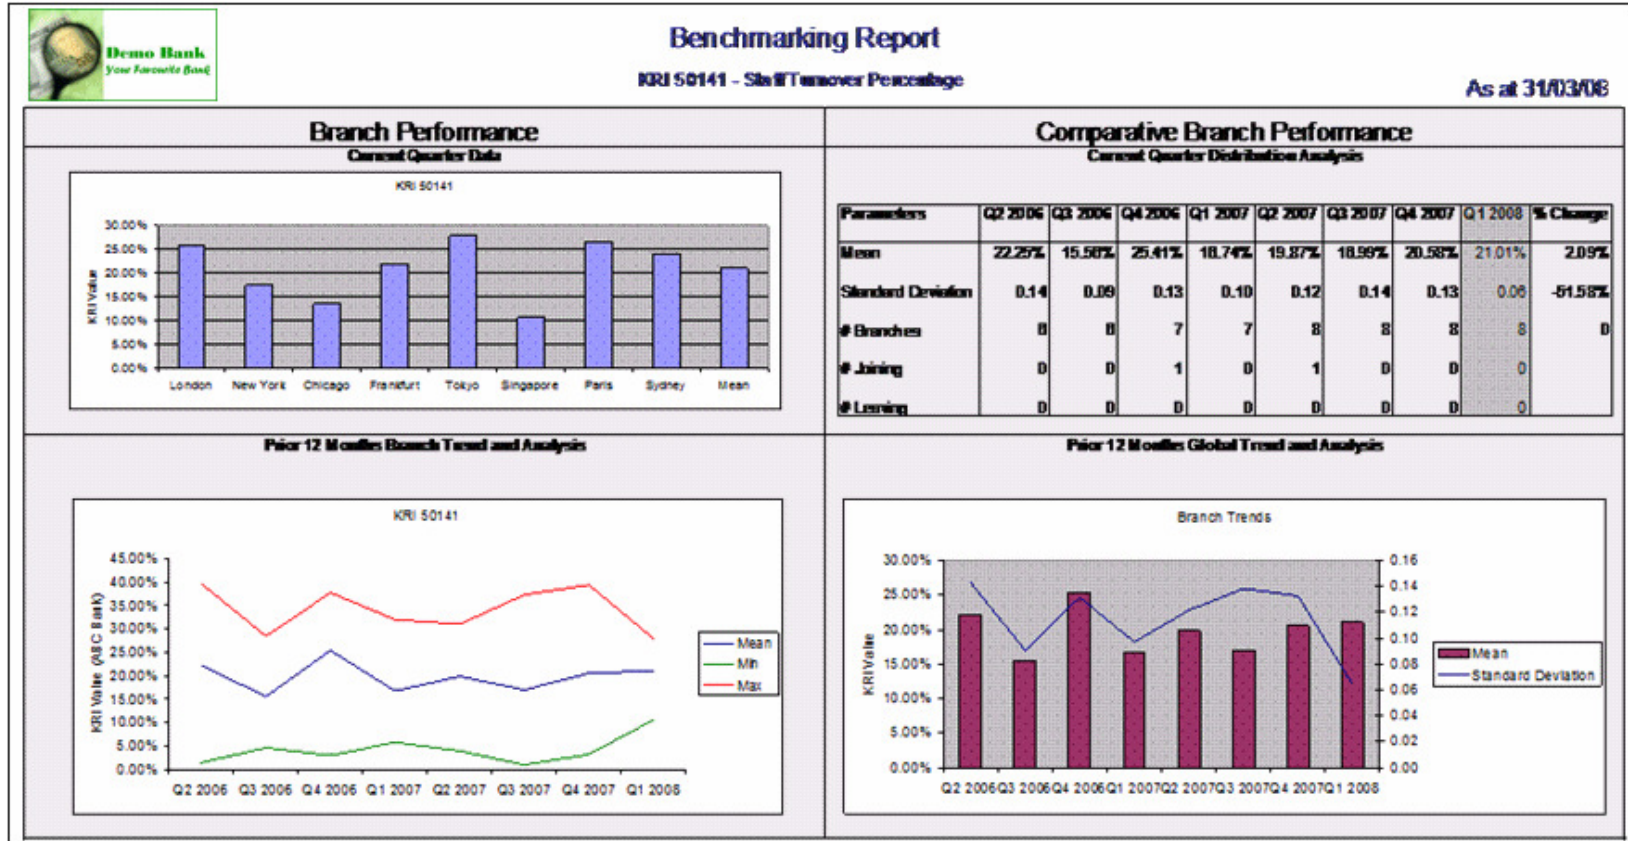 Demo Bank
Your Favourite Bank
Benchmarking Report
KRI 50141 - Staff Turnover Percentage
As at 31/03/08
Branch Performance
Current Quarter Data
KRI 50141
KRI Value
30.00%
25.00%
20.00%
15.00%
10.00%
5.00%
0.00%
London New York Chicago Frankfurt Tokyo Singapore Paris Sydney Mean
Comparative Branch Performance
Current Quarter Distribution Analysis
Parameters Q2 2006 Q3 2006 Q4 2006 Q1 2007 Q2 2007 Q3 2007 Q4 2007 Q1 2008 % Change
Mean 22.25% 15.56% 25.41% 19.87% 20.58% 21.01% 2.09%
Standard Deviation 0.14 0.09 0.13 0.10 0.12 0.14 0.13 0.06 -51.58%
# Branches 8 8 7 7 8 8 8 8 0
# Joining 0 0 1 0 1 0 0 0
# Leaving 0 0 0 0 0 0 0 0
Prior 12 Months Branch Trend and Analysis
KRI 50141
KRI Value (ABC Bank)
45.00%
40.00%
35.00%
30.00%
25.00%
20.00%
15.00%
10.00%
5.00%
0.00%
Q2 2006 Q3 2006 Q4 2006 Q1 2007 Q2 2007 Q3 2007 Q4 2007 Q1 2008
Mean
Min
Max
Prior 12 Months Global Trend and Analysis
Branch Trends
KRI Value
30.00%
25.00%
20.00%
15.00%
10.00%
5.00%
0.00%
0.16
0.14
0.12
0.10
0.08
0.06
0.04
0.02
0.00
Q2 2006 Q3 2006 Q4 2006 Q1 2007 Q2 2007 Q3 2007 Q4 2007 Q1 2008
Mean
Standard Deviation